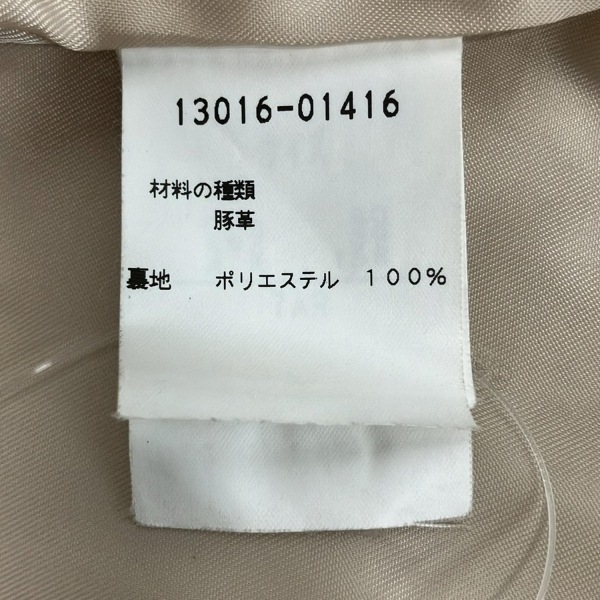 13016-01416
材料の種類
豚革
裏地 ポリエステル 100%